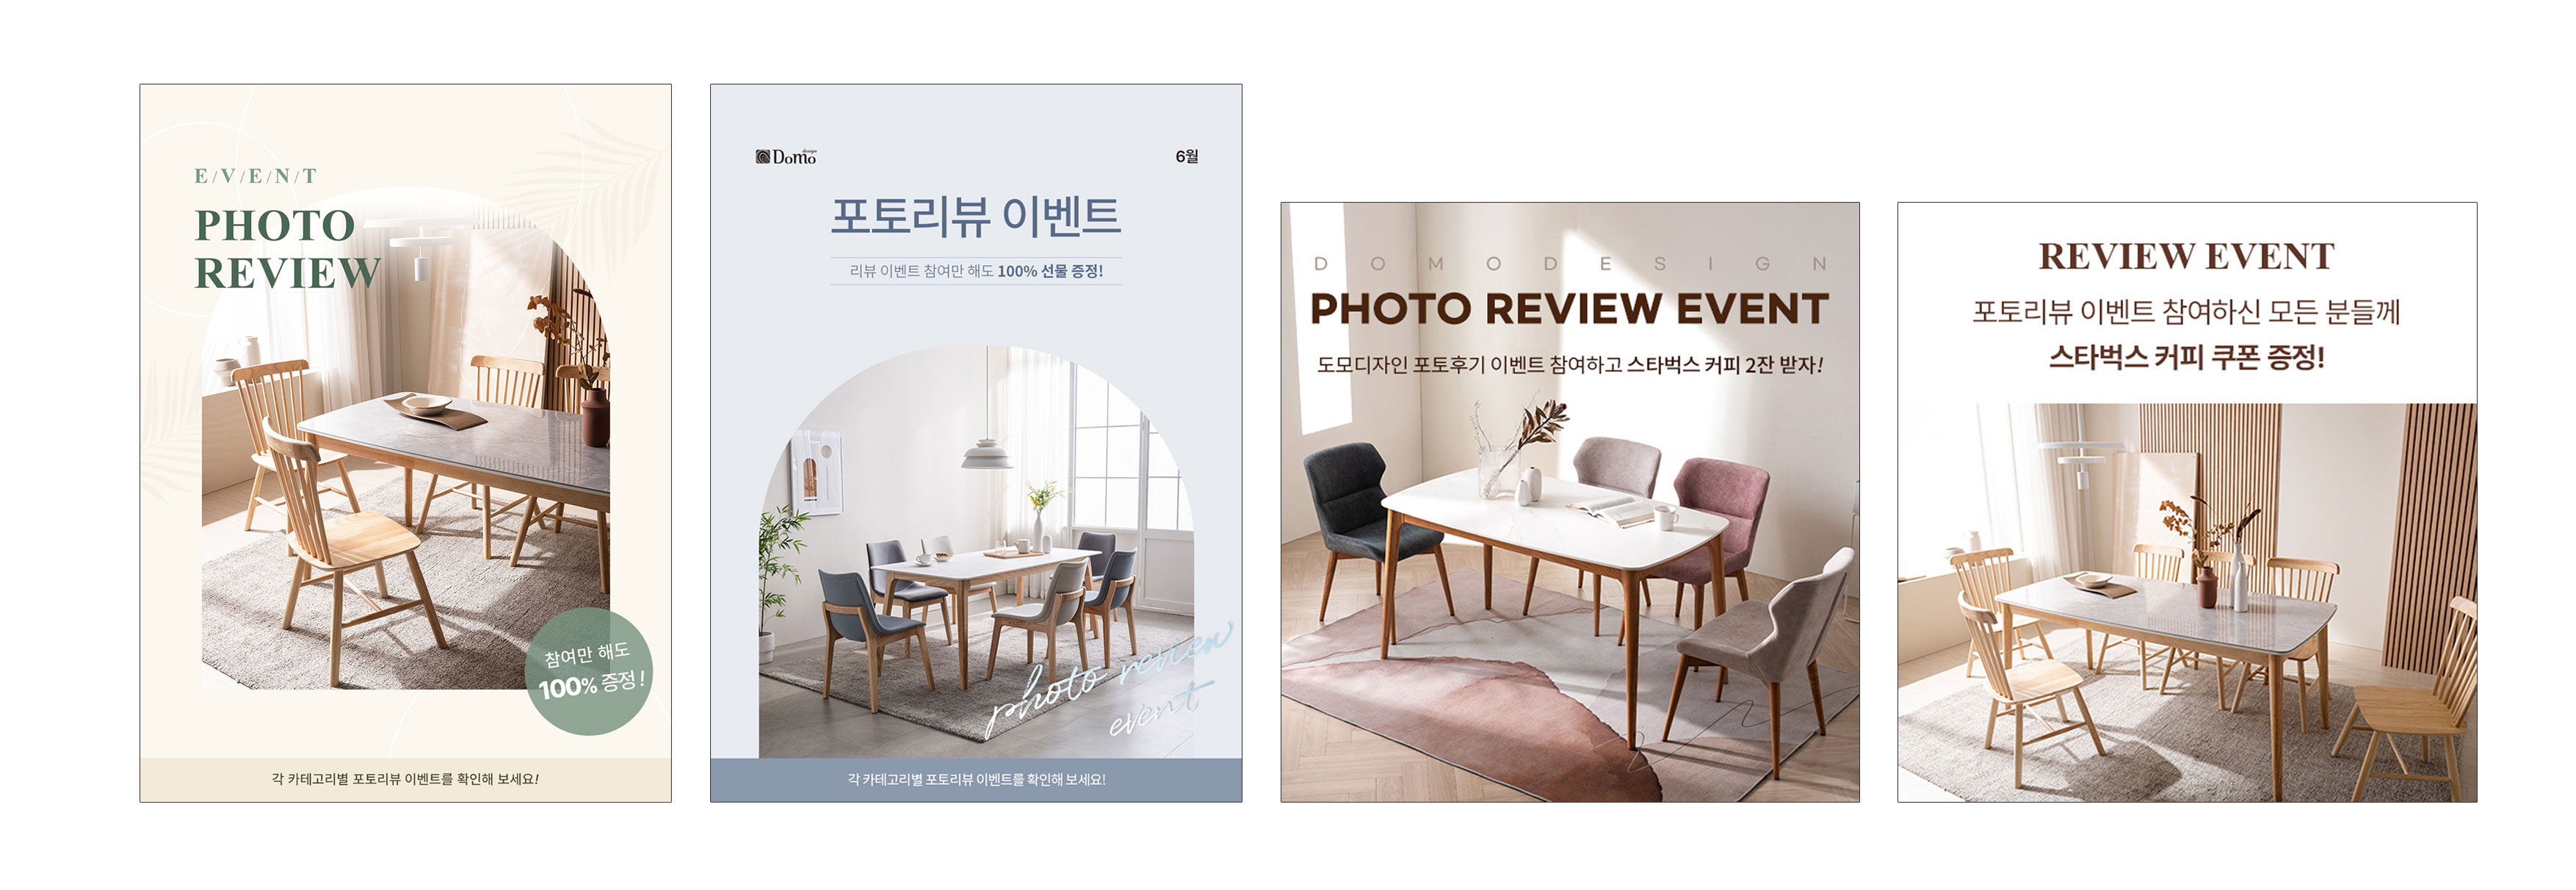 E/V/E/N/T
PHOTO
REVIEW
참여만 해도
100% 증정!
각 카테고리별 포토리뷰 이벤트를 확인해 보세요!
Domo design
6월
포토리뷰 이벤트
리뷰 이벤트 참여만 해도 100% 선물 증정!
photo review
event
각 카테고리별 포토리뷰 이벤트를 확인해 보세요!
DOMODESIGN
PHOTO REVIEW EVENT
도모디자인 포토후기 이벤트 참여하고 스타벅스 커피 2잔 받자!
REVIEW EVENT
포토리뷰 이벤트 참여하신 모든 분들께
스타벅스 커피 쿠폰 증정!